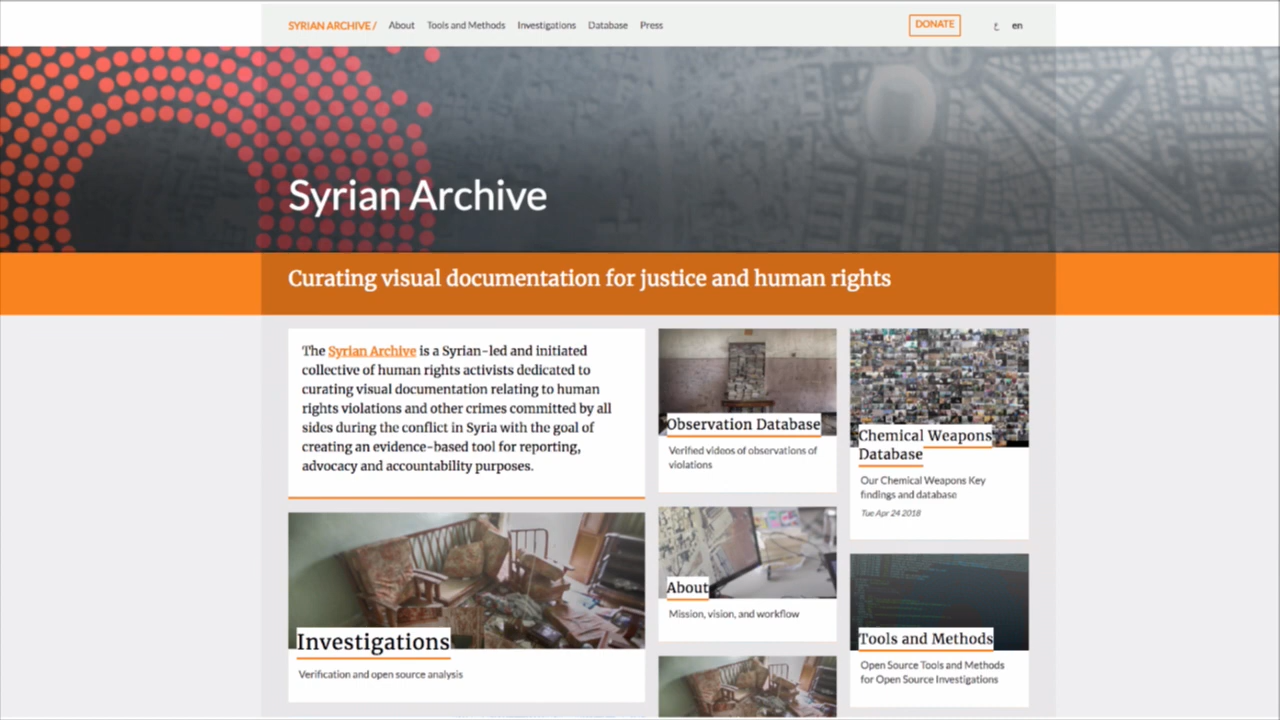 SYRIAN ARCHIVE / About Tools and Methods Investigations Database Press DONATE ع en
Syrian Archive
Curating visual documentation for justice and human rights
The Syrian Archive is a Syrian-led and initiated
collective of human rights activists dedicated to
curating visual documentation relating to human
rights violations and other crimes committed by all
sides during the conflict in Syria with the goal of
creating an evidence-based tool for reporting,
advocacy and accountability purposes.
Investigations
Verification and open source analysis
Observation Database
Verified videos of observations of
violations
About
Mission, vision, and workflow
Chemical Weapons
Database
Our Chemical Weapons Key
findings and database
Tue Apr 24 2018
Tools and Methods
Open Source Tools and Methods
for Open Source Investigations